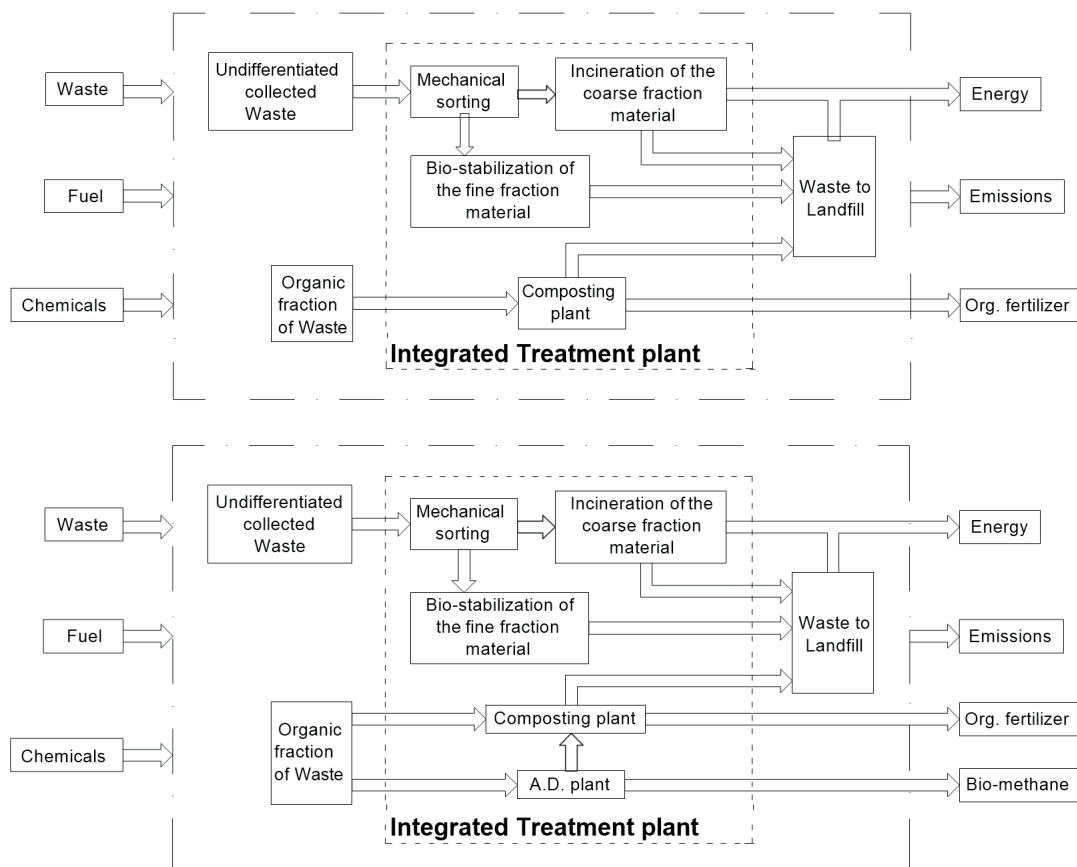 Waste
Undifferentiated
collected
Waste
Mechanical
sorting
Incineration of the
coarse fraction
material
Energy
Fuel
Bio-stabilization of
the fine fraction
material
Waste to
Landfill
Emissions
Chemicals
Organic
fraction
of Waste
Composting
plant
Org. fertilizer
Integrated Treatment plant
Waste
Undifferentiated
collected
Waste
Mechanical
sorting
Incineration of the
coarse fraction
material
Energy
Fuel
Bio-stabilization of
the fine fraction
material
Waste to
Landfill
Emissions
Chemicals
Organic
fraction
of Waste
Composting plant
Org. fertilizer
A.D. plant
Bio-methane
Integrated Treatment plant